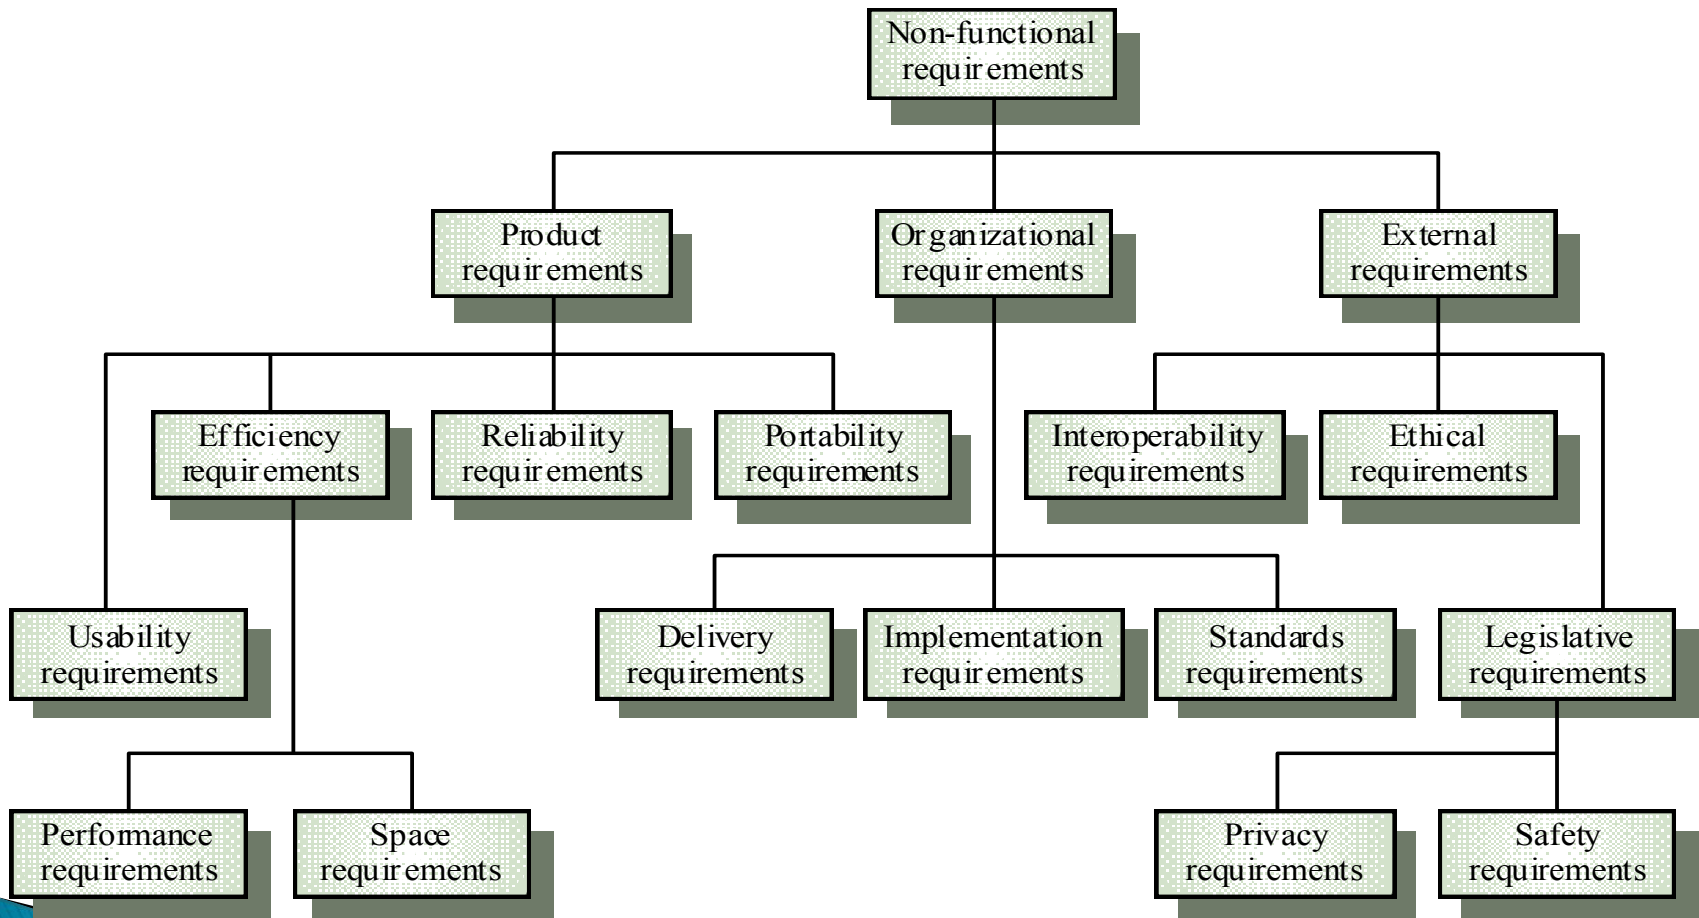 Non-functional
requirements
Product
requirements
Organizational
requirements
External
requirements
Efficiency
requirements
Reliability
requirements
Portability
requirements
Interoperability
requirements
Ethical
requirements
Usability
requirements
Delivery
requirements
Implementation
requirements
Standards
requirements
Legislative
requirements
Performance
requirements
Space
requirements
Privacy
requirements
Safety
requirements